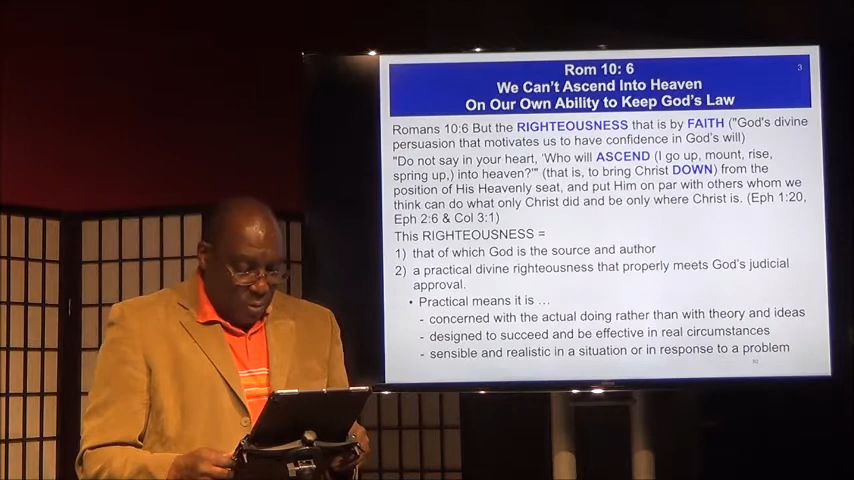 Rom 10: 6
3
We Can't Ascend Into Heaven
On Our Own Ability to Keep God's Law
Romans 10:6 But the RIGHTEOUSNESS that is by FAITH ("God's divine
persuasion that motivates us to have confidence in God's will)
"Do not say in your heart, 'Who will ASCEND (I go up, mount, rise,
spring up,) into heaven?'" (that is, to bring Christ DOWN) from the
position of His Heavenly seat, and put Him on par with others whom we
think can do what only Christ did and be only where Christ is. (Eph 1:20,
Eph 2:6 & Col 3:1)
This RIGHTEOUSNESS =
1) that of which God is the source and author
2) a practical divine righteousness that properly meets God's judicial
approval.
• Practical means it is …
- concerned with the actual doing rather than with theory and ideas
- designed to succeed and be effective in real circumstances
- sensible and realistic in a situation or in response to a problem